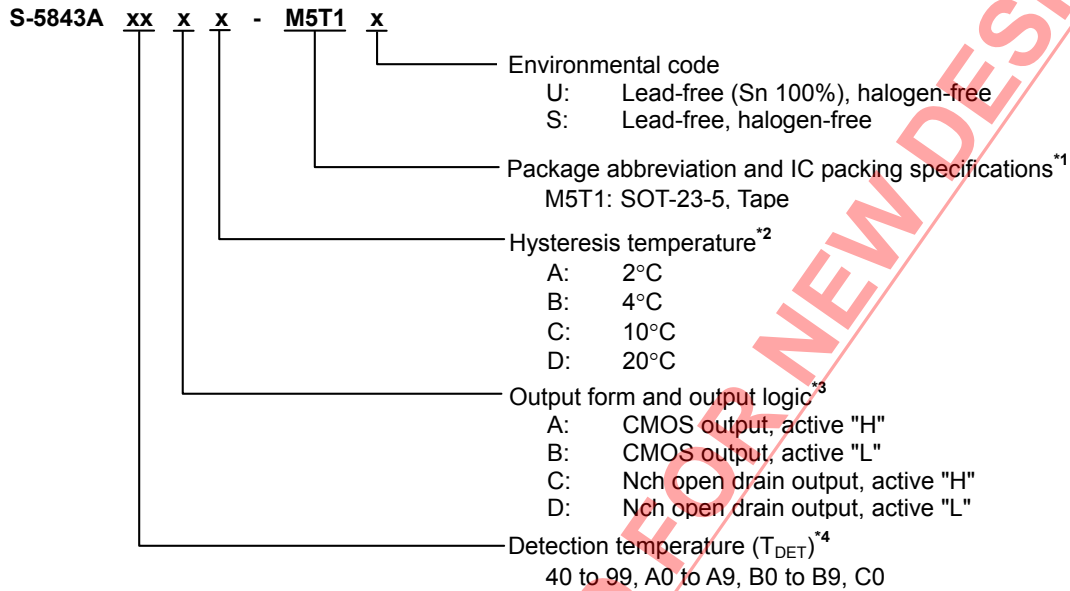 S-5843A xx x x - M5T1 x
Environmental code
U: Lead-free (Sn 100%), halogen-free
S: Lead-free, halogen-free
Package abbreviation and IC packing specifications*1
M5T1: SOT-23-5, Tape
Hysteresis temperature*2
A: 2°C
B: 4°C
C: 10°C
D: 20°C
Output form and output logic*3
A: CMOS output, active "H"
B: CMOS output, active "L"
C: Nch open drain output, active "H"
D: Nch open drain output, active "L"
Detection temperature (TDET)*4
40 to 99, A0 to A9, B0 to B9, C0
FOR NEW